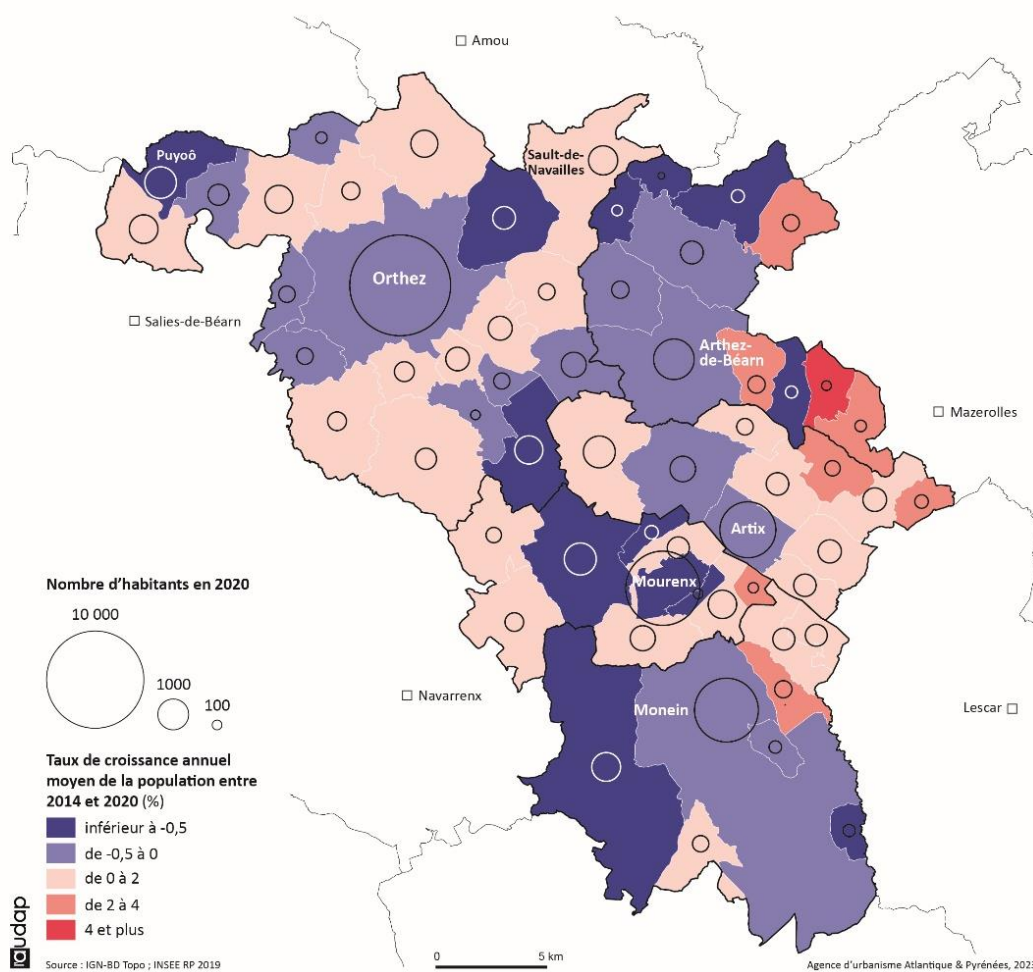 Amou
Puyoô
Sault-de-
Navailles
Orthez
Salies-de-Béarn
Arthez-
de-Béarn
Mazerolles
Artix
Mourenx
Navarrenx
Monein
Lescar
Nombre d'habitants en 2020
10 000
1000
100
Taux de croissance annuel
moyen de la population entre
2014 et 2020 (%)
inférieur à -0,5
de -0,5 à 0
de 0 à 2
de 2 à 4
4 et plus
audap
Source : IGN-BD Topo ; INSEE RP 2019
0 5 km
Agence d'urbanisme Atlantique & Pyrénées, 2023